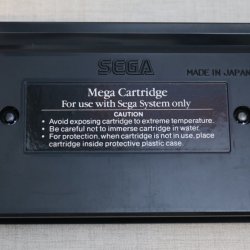 SEGA
MADE IN JAPAN
Mega Cartridge
For use with Sega System only
CAUTION
• Avoid exposing cartridge to extreme temperature.
• Be careful not to immerse cartridge in water.
• For protection, when cartridge is not in use, place
cartridge inside protective plastic case.